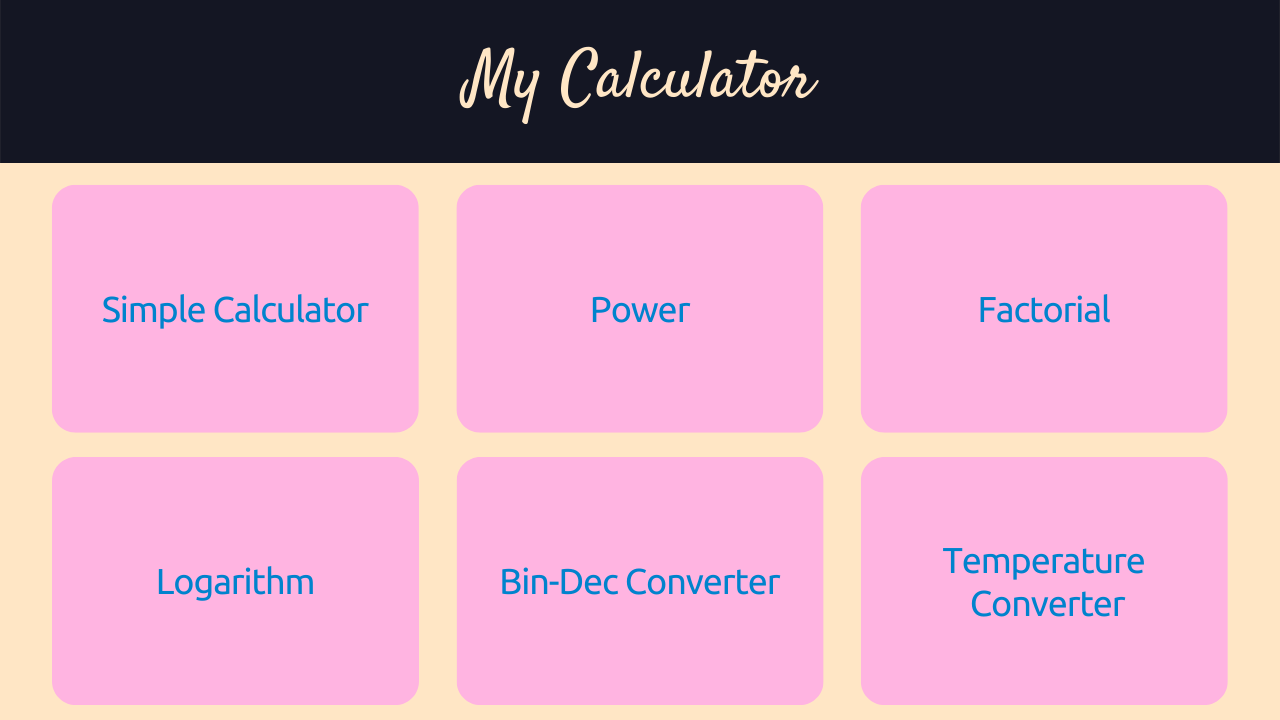 My Calculator
Simple Calculator
Power
Factorial
Logarithm
Bin-Dec Converter
Temperature
Converter